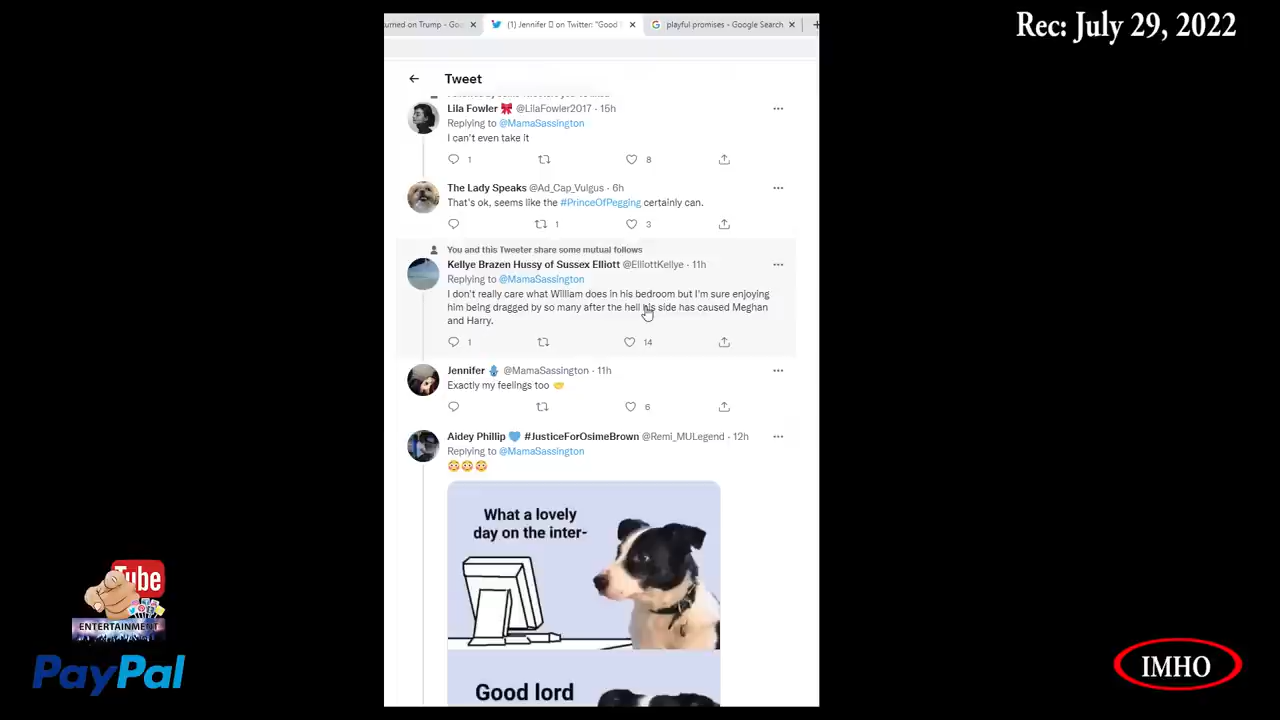 Rec: July 29, 2022
urned on Trump - Goo
(1) Jennifer on Twitter: "Good
playful promises - Google Search
Tweet
Lila Fowler @LilaFowler2017 · 15h
Replying to @MamaSassington
I can't even take it
1 8
The Lady Speaks @Ad_Cap_Vulgus · 6h
That's ok, seems like the #PrinceOfPegging certainly can.
1 3
You and this Tweeter share some mutual follows
Kellye Brazen Hussy of Sussex Elliott @ElliottKellye · 11h
Replying to @MamaSassington
I don't really care what William does in his bedroom but I'm sure enjoying
him being dragged by so many after the hell his side has caused Meghan
and Harry.
1 14
Jennifer @MamaSassington · 11h
Exactly my feelings too
6
Aidey Phillip 💙 #JusticeForOsimeBrown @Remi_MULegend · 12h
Replying to @MamaSassington
😳😳😳
What a lovely
day on the inter-
Good lord
Tube
ENTERTAINMENT
PayPal
IMHO